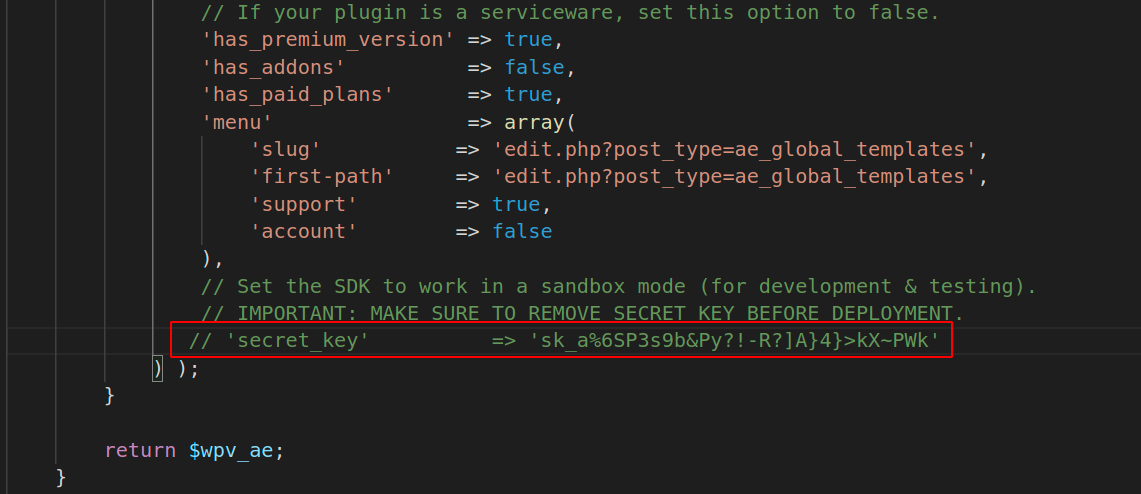 // If your plugin is a serviceware, set this option to false.
'has_premium_version' => true,
'has_addons' => false,
'has_paid_plans' => true,
'menu' => array(
'slug' => 'edit.php?post_type=ae_global_templates',
'first-path' => 'edit.php?post_type=ae_global_templates',
'support' => true,
'account' => false
),
// Set the SDK to work in a sandbox mode (for development & testing).
// IMPORTANT: MAKE SURE TO REMOVE SECRET KEY BEFORE DEPLOYMENT.
// 'secret_key' => 'sk_a%6SP3s9b&Py?!-R?]A}4}>kX~PWk'
) );
}
return $wpv_ae;
}